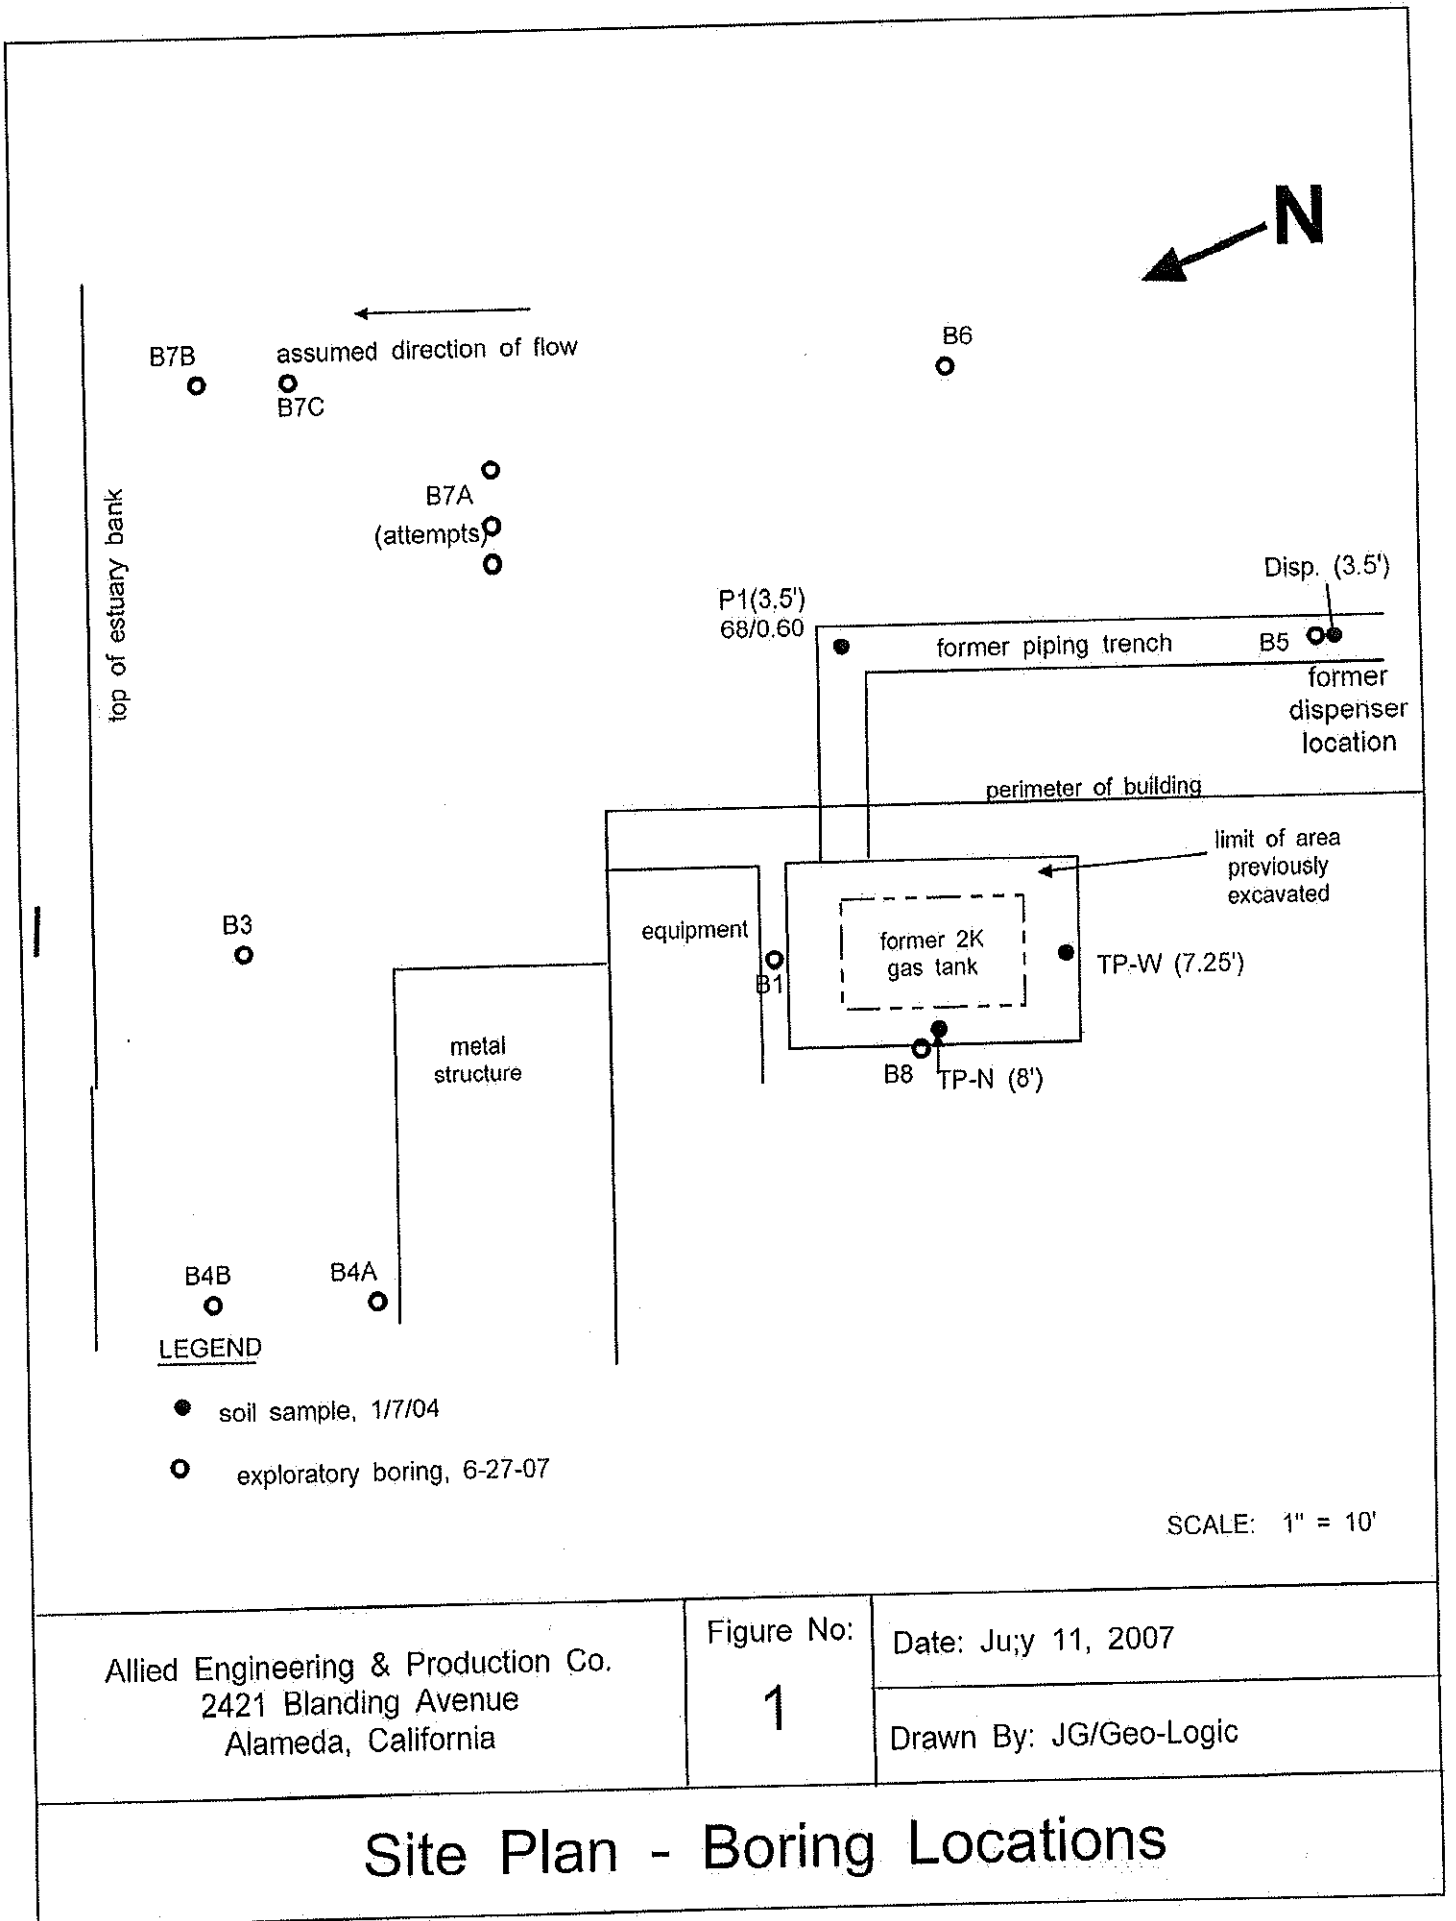 N
B6
B7B
assumed direction of flow
B7C
B7A
(attempts)
top of estuary bank
Disp. (3.5')
P1(3.5')
68/0.60
former piping trench
B5
former
dispenser
location
perimeter of building
limit of area
previously
excavated
B3
equipment
former 2K
gas tank
TP-W (7.25')
B1
metal
structure
B8
TP-N (8')
B4B
B4A
LEGEND
soil sample, 1/7/04
exploratory boring, 6-27-07
SCALE: 1" = 10'
Allied Engineering & Production Co.
2421 Blanding Avenue
Alameda, California
Figure No:
1
Date: Ju;y 11, 2007
Drawn By: JG/Geo-Logic
Site Plan - Boring Locations